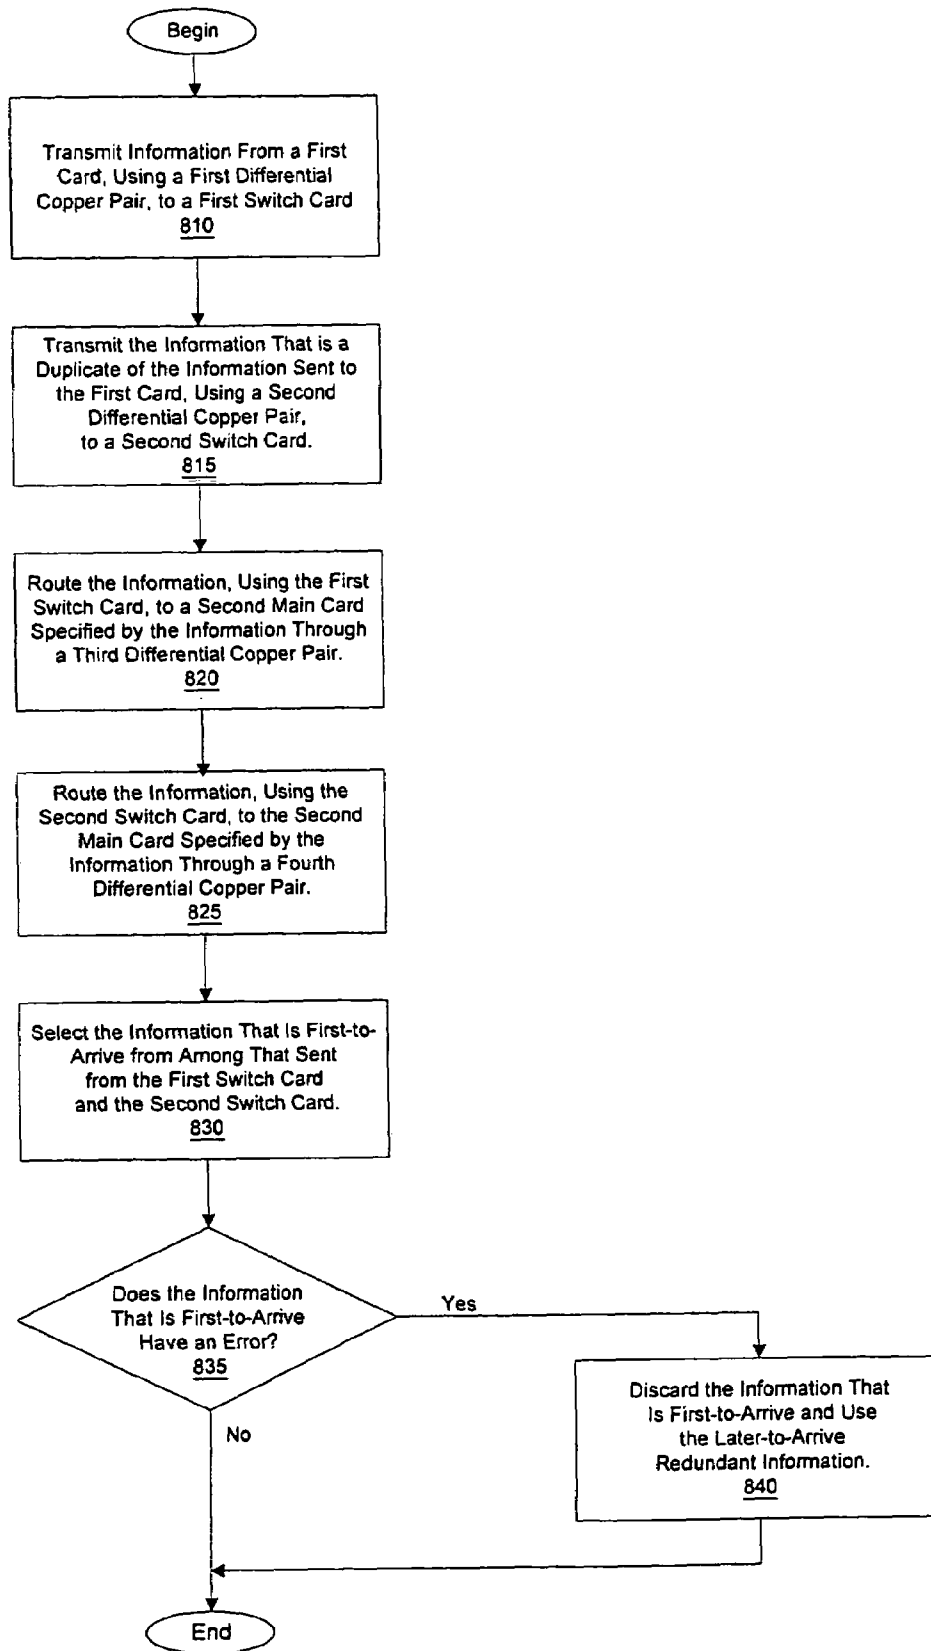 Begin
Transmit Information From a First
Card, Using a First Differential
Copper Pair, to a First Switch Card
810
Transmit the Information That is a
Duplicate of the Information Sent to
the First Card, Using a Second
Differential Copper Pair,
to a Second Switch Card.
815
Route the Information, Using the First
Switch Card, to a Second Main Card
Specified by the Information Through
a Third Differential Copper Pair.
820
Route the Information, Using the
Second Switch Card, to the Second
Main Card Specified by the
Information Through a Fourth
Differential Copper Pair.
825
Select the Information That Is First-to-
Arrive from Among That Sent
from the First Switch Card
and the Second Switch Card.
830
Does the Information
That Is First-to-Arrive
Have an Error?
835
Yes
No
Discard the Information That
Is First-to-Arrive and Use
the Later-to-Arrive
Redundant Information.
840
End